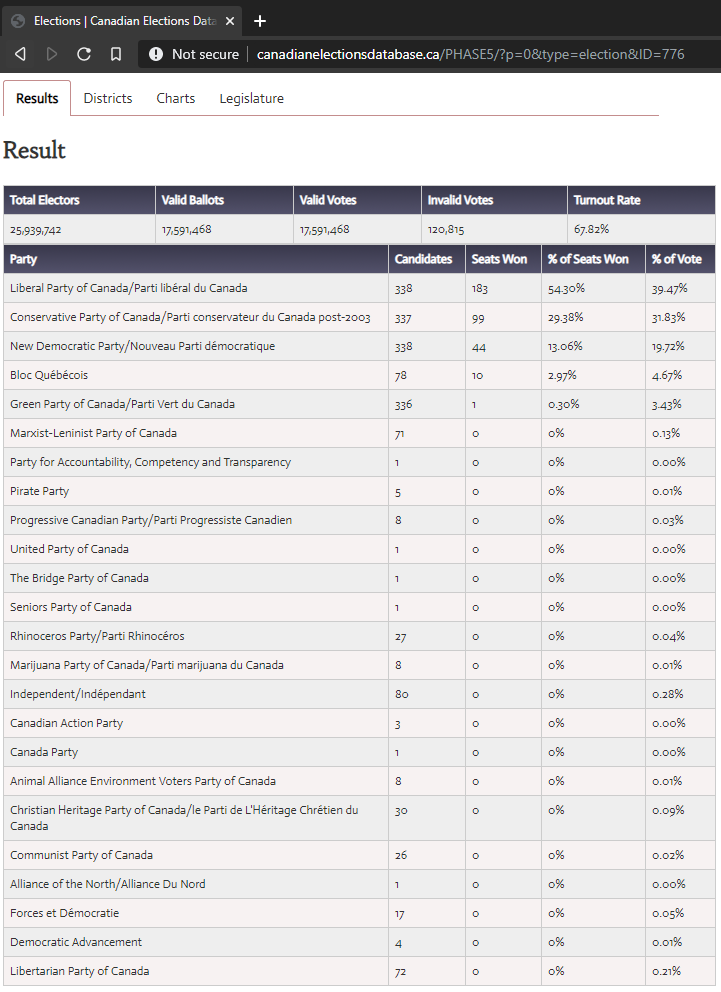 Elections | Canadian Elections Data
Not secure canadianelectionsdatabase.ca/PHASE5/?p=0&type=election&ID=776
Results Districts Charts Legislature
Result
Total Electors Valid Ballots Valid Votes Invalid Votes Turnout Rate
25,939,742 17,591,468 17,591,468 120,815 67.82%
Party Candidates Seats Won % of Seats Won % of Vote
Liberal Party of Canada/Parti libéral du Canada 338 183 54.30% 39.47%
Conservative Party of Canada/Parti conservateur du Canada post-2003 337 99 29.38% 31.83%
New Democratic Party/Nouveau Parti démocratique 338 44 13.06% 19.72%
Bloc Québécois 78 10 2.97% 4.67%
Green Party of Canada/Parti Vert du Canada 336 1 0.30% 3.43%
Marxist-Leninist Party of Canada 71 0 0% 0.13%
Party for Accountability, Competency and Transparency 1 0 0% 0.00%
Pirate Party 5 0 0% 0.01%
Progressive Canadian Party/Parti Progressiste Canadien 8 0 0% 0.03%
United Party of Canada 1 0 0% 0.00%
The Bridge Party of Canada 1 0 0% 0.00%
Seniors Party of Canada 1 0 0% 0.00%
Rhinoceros Party/Parti Rhinocéros 27 0 0% 0.04%
Marijuana Party of Canada/Parti marijuana du Canada 8 0 0% 0.01%
Independent/Indépendant 80 0 0% 0.28%
Canadian Action Party 3 0 0% 0.00%
Canada Party 1 0 0% 0.00%
Animal Alliance Environment Voters Party of Canada 8 0 0% 0.01%
Christian Heritage Party of Canada/le Parti de L'Héritage Chrétien du 30 0 0% 0.09%
Canada
Communist Party of Canada 26 0 0% 0.02%
Alliance of the North/Alliance Du Nord 1 0 0% 0.00%
Forces et Démocratie 17 0 0% 0.05%
Democratic Advancement 4 0 0% 0.01%
Libertarian Party of Canada 72 0 0% 0.21%